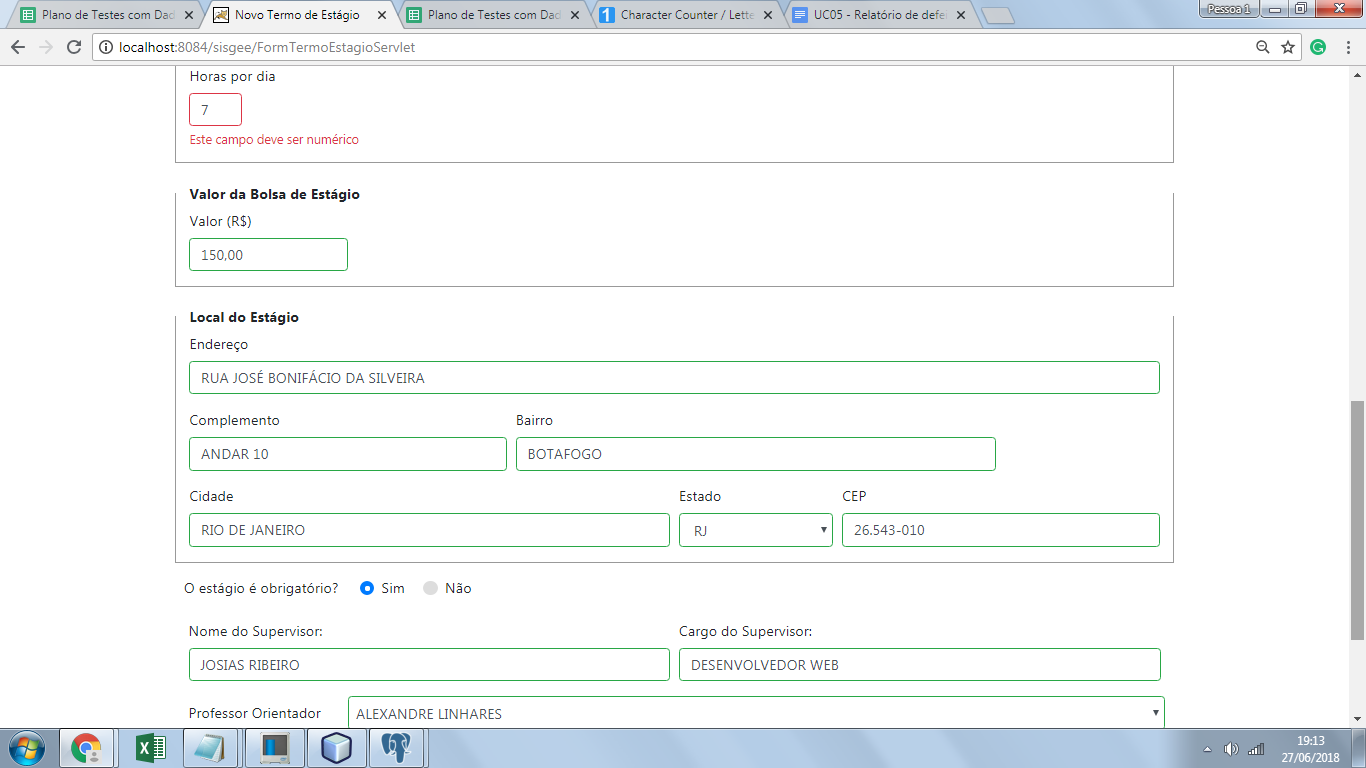 Plano de Testes com Dad
Novo Termo de Estágio
Plano de Testes com Dad
Character Counter / Lette
UC05 - Relatório de defei
Pessoa 1
localhost:8084/sisgee/FormTermoEstagioServlet
Horas por dia
7
Este campo deve ser numérico
Valor da Bolsa de Estágio
Valor (R$)
150,00
Local do Estágio
Endereço
RUA JOSÉ BONIFÁCIO DA SILVEIRA
Complemento Bairro
ANDAR 10 BOTAFOGO
Cidade Estado CEP
RIO DE JANEIRO RJ 26.543-010
O estágio é obrigatório? Sim Não
Nome do Supervisor: Cargo do Supervisor:
JOSIAS RIBEIRO DESENVOLVEDOR WEB
Professor Orientador ALEXANDRE LINHARES
19:13
27/06/2018